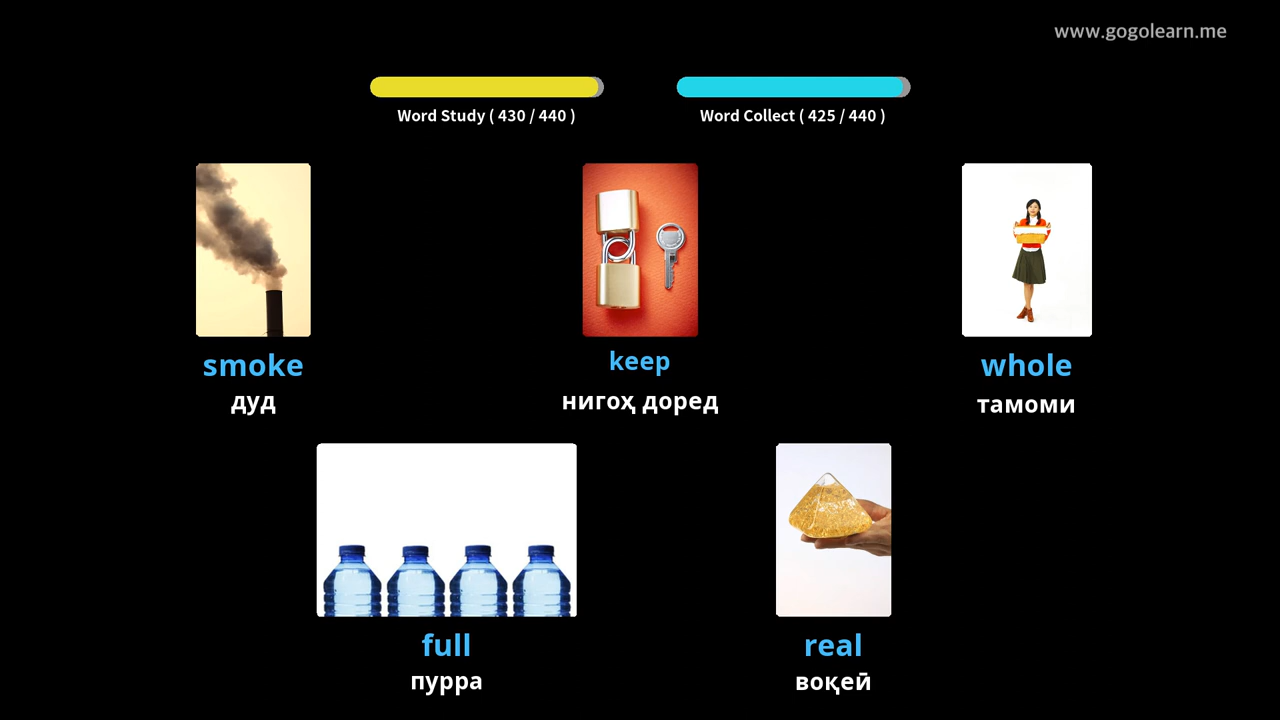 www.gogolearn.me
Word Study ( 430 / 440 )
Word Collect ( 425 / 440 )
smoke
дуд
keep
нигоҳ доред
whole
тамоми
full
пурра
real
воқеӣ